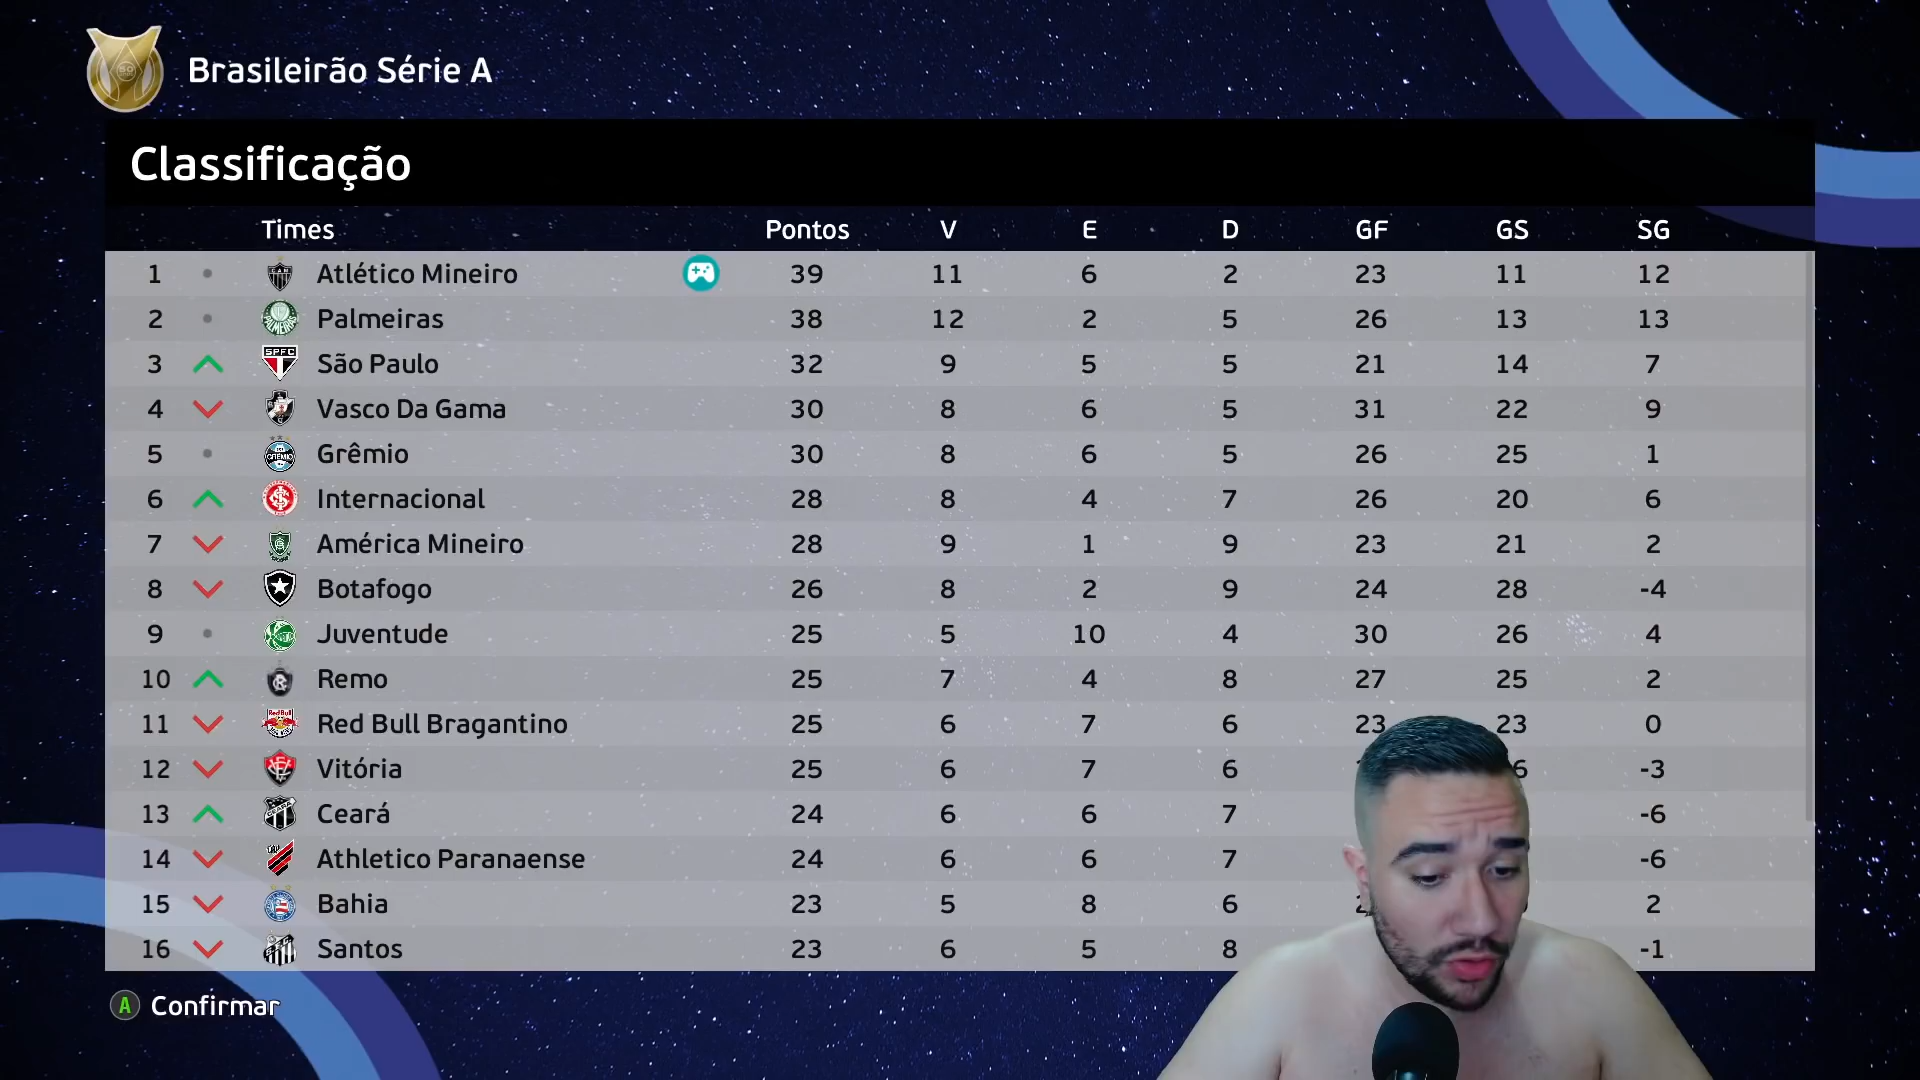 Brasileirão Série A
Classificação
Times Pontos V E D GF GS SG
1 Atlético Mineiro 39 11 6 2 23 11 12
2 Palmeiras 38 12 2 5 26 13 13
3 São Paulo 32 9 5 5 21 14 7
4 Vasco Da Gama 30 8 6 5 31 22 9
5 Grêmio 30 8 6 5 26 25 1
6 Internacional 28 8 4 7 26 20 6
7 América Mineiro 28 9 1 9 23 21 2
8 Botafogo 26 8 2 9 24 28 -4
9 Juventude 25 5 10 4 30 26 4
10 Remo 25 7 4 8 27 25 2
11 Red Bull Bragantino 25 6 7 6 23 23 0
12 Vitória 25 6 7 6 -3
13 Ceará 24 6 6 7 -6
14 Athletico Paranaense 24 6 6 7 -6
15 Bahia 23 5 8 6 2
16 Santos 23 6 5 8 -1
A Confirmar